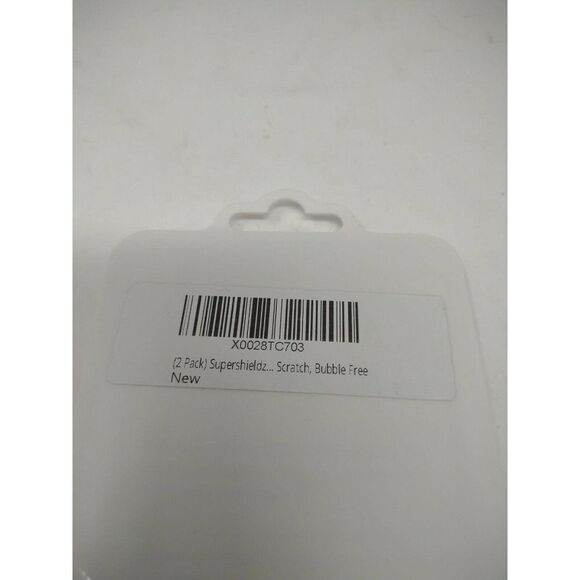 X0028TC703
(2 Pack) Supershieldz... Scratch, Bubble Free
New